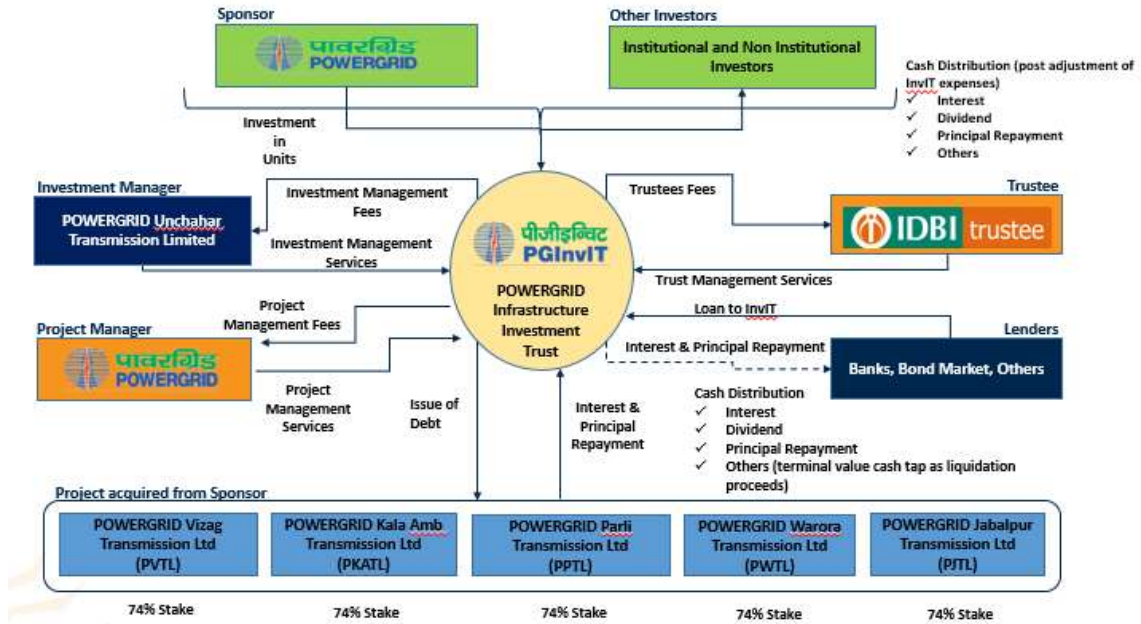 Sponsor
पावरग्रिड
POWERGRID
Other Investors
Institutional and Non Institutional
Investors
Cash Distribution (post adjustment of
InvIT expenses)
✓ Interest
✓ Dividend
✓ Principal Repayment
✓ Others
Investment
in
Units
Investment Manager
POWERGRID Unchahar
Transmission Limited
Investment Management
Fees
Investment Management
Services
Trustees Fees
Trustee
IDBI trustee
Trust Management Services
पीजीइन्विट
PGInvIT
POWERGRID
Infrastructure
Investment
Trust
Project Manager
पावरग्रिड
POWERGRID
Project
Management Fees
Project
Management
Services
Loan to InvIT
Lenders
Interest & Principal Repayment
Banks, Bond Market, Others
Issue of
Debt
Interest &
Principal
Repayment
Cash Distribution
✓ Interest
✓ Dividend
✓ Principal Repayment
✓ Others (terminal value cash tap as liquidation
proceeds)
Project acquired from Sponsor
POWERGRID Vizag
Transmission Ltd
(PVTL)
POWERGRID Kala Amb
Transmission Ltd
(PKATL)
POWERGRID Parli
Transmission Ltd
(PPTL)
POWERGRID Warora
Transmission Ltd
(PWTL)
POWERGRID Jabalpur
Transmission Ltd
(PJTL)
74% Stake
74% Stake
74% Stake
74% Stake
74% Stake